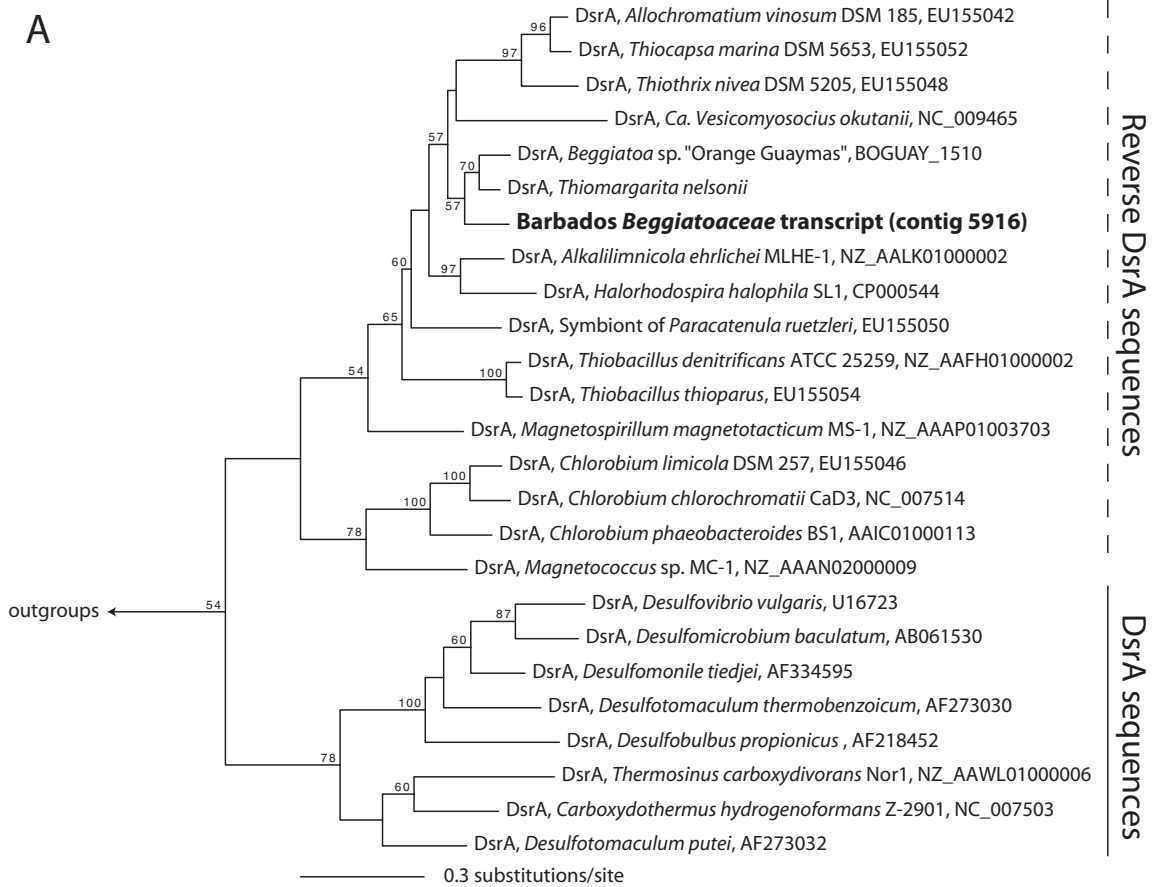 A
96
DsrA, Allochromatium vinosum DSM 185, EU155042
97
DsrA, Thiocapsa marina DSM 5653, EU155052
DsrA, Thiothrix nivea DSM 5205, EU155048
DsrA, Ca. Vesicomyosocius okutanii, NC_009465
57
DsrA, Beggiatoa sp. "Orange Guaymas", BOGUAY_1510
70
DsrA, Thiomargarita nelsonii
57
Barbados Beggiatoaceae transcript (contig 5916)
60
DsrA, Alkalilimnicola ehrlichei MLHE-1, NZ_AALK01000002
97
DsrA, Halorhodospira halophila SL1, CP000544
65
DsrA, Symbiont of Paracatenula ruetzleri, EU155050
DsrA, Thiobacillus denitrificans ATCC 25259, NZ_AAFH01000002
54
100
DsrA, Thiobacillus thioparus, EU155054
DsrA, Magnetospirillum magnetotacticum MS-1, NZ_AAAP01003703
DsrA, Chlorobium limicola DSM 257, EU155046
100
DsrA, Chlorobium chlorochromatii CaD3, NC_007514
100
DsrA, Chlorobium phaeobacteroides BS1, AAIC01000113
78
DsrA, Magnetococcus sp. MC-1, NZ_AAAN02000009
Reverse DsrA sequences
outgroups
54
DsrA, Desulfovibrio vulgaris, U16723
87
DsrA, Desulfomicrobium baculatum, AB061530
60
DsrA, Desulfomonile tiedjei, AF334595
DsrA, Desulfotomaculum thermobenzoicum, AF273030
100
DsrA, Desulfobulbus propionicus , AF218452
78
DsrA, Thermosinus carboxydivorans Nor1, NZ_AAWL01000006
60
DsrA, Carboxydothermus hydrogenoformans Z-2901, NC_007503
DsrA, Desulfotomaculum putei, AF273032
DsrA sequences
0.3 substitutions/site